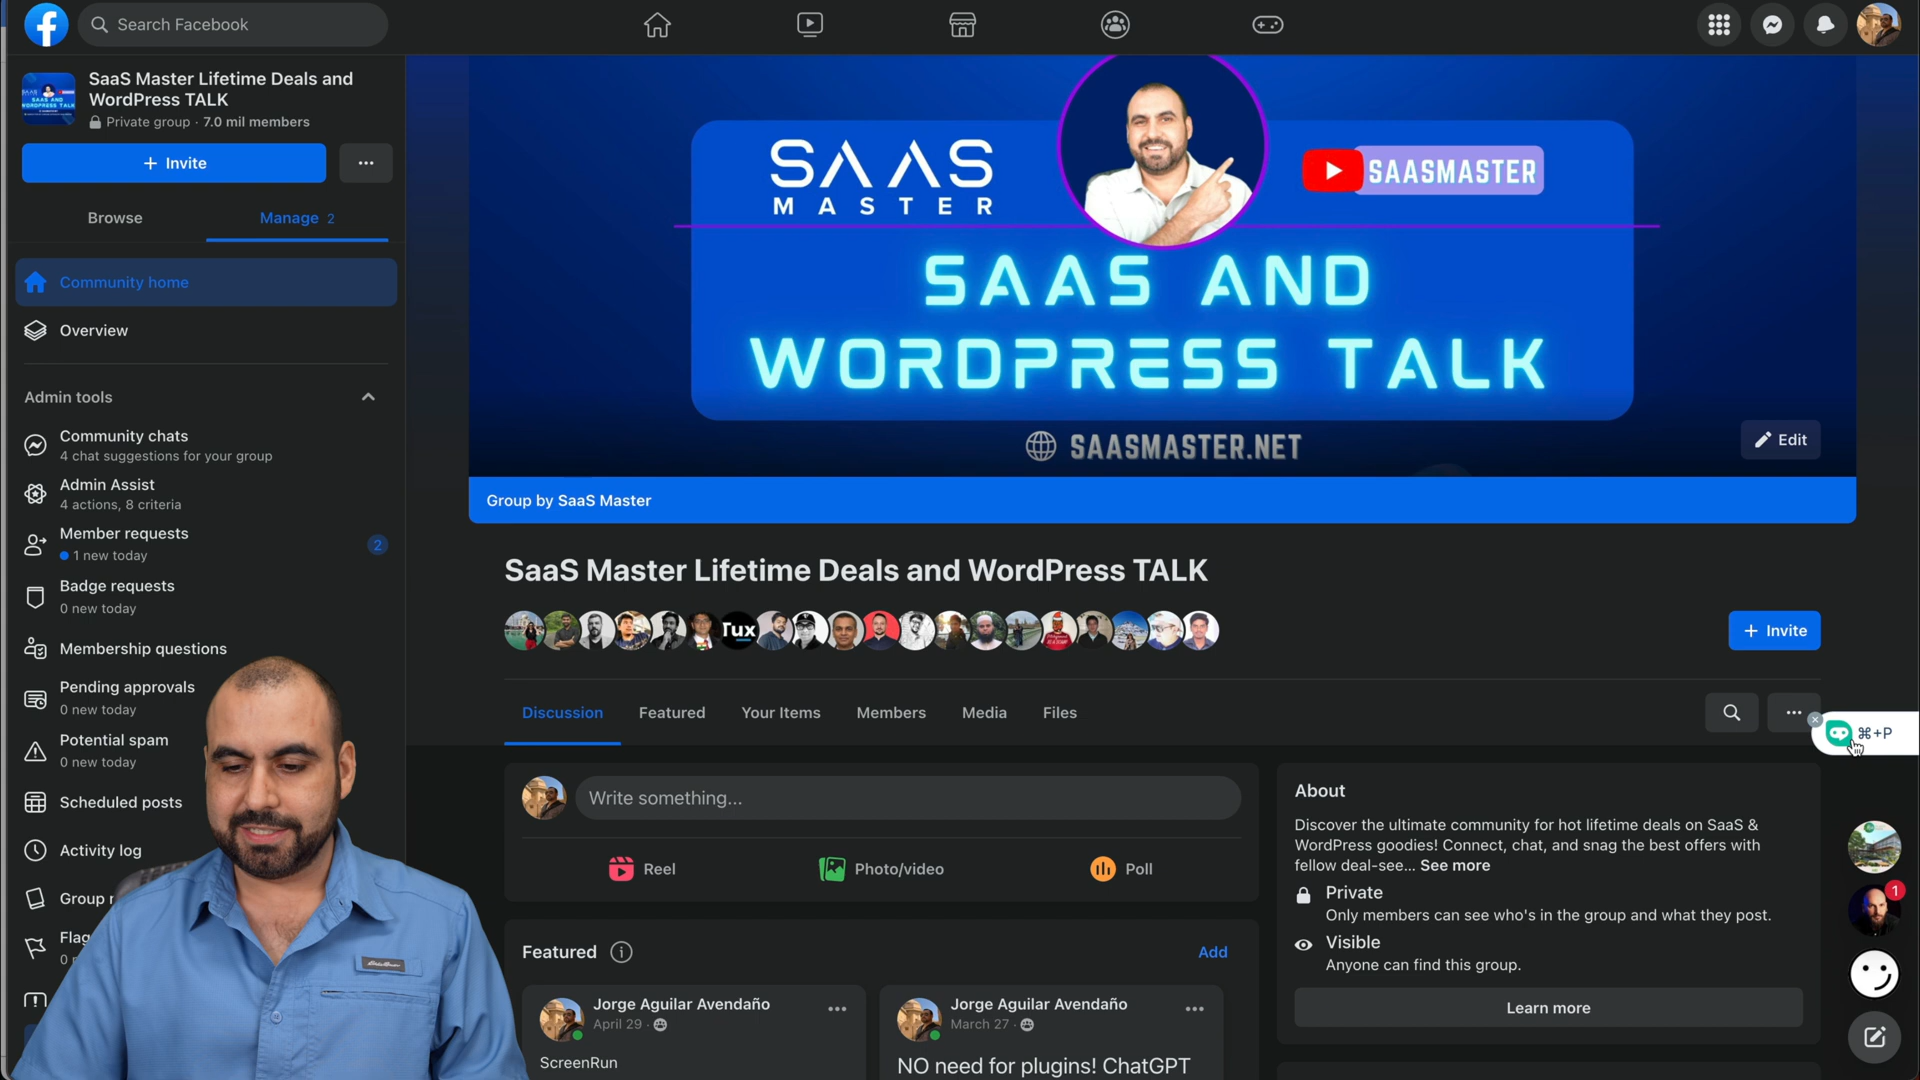 Search Facebook
SaaS Master Lifetime Deals and
WordPress TALK
Private group · 7.0 mil members
+ Invite
Browse
Manage 2
Community home
Overview
Admin tools
Community chats
4 chat suggestions for your group
Admin Assist
4 actions, 8 criteria
Member requests
1 new today
2
Badge requests
0 new today
Membership questions
Pending approvals
0 new today
Potential spam
0 new today
Scheduled posts
Activity log
Group
SAAS
MASTER
SAASMASTER
SAAS AND
WORDPRESS TALK
SAASMASTER.NET
Edit
Group by SaaS Master
SaaS Master Lifetime Deals and WordPress TALK
Tux
+ Invite
Discussion
Featured
Your Items
Members
Media
Files
⌘+P
Write something...
Reel
Photo/video
Poll
Featured
Add
Jorge Aguilar Avendaño
April 29
ScreenRun
Jorge Aguilar Avendaño
March 27
NO need for plugins! ChatGPT
About
Discover the ultimate community for hot lifetime deals on SaaS &
WordPress goodies! Connect, chat, and snag the best offers with
fellow deal-see... See more
Private
Only members can see who's in the group and what they post.
Visible
Anyone can find this group.
Learn more
1